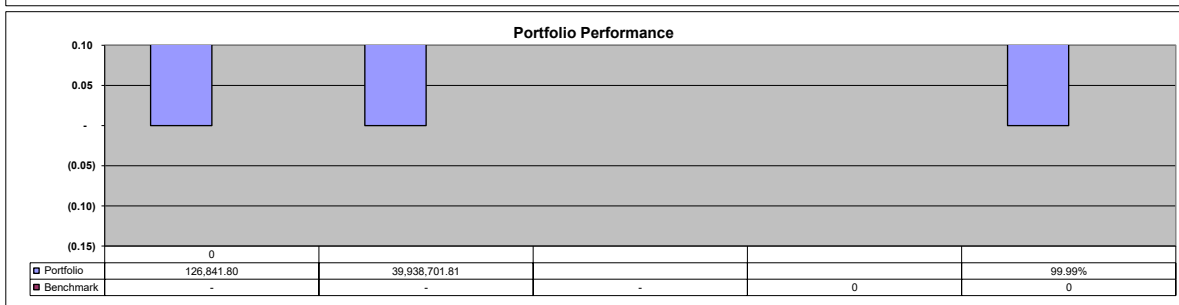 Portfolio Performance
0.10
0.05
-
(0.05)
(0.10)
(0.15)
0
Portfolio 126,841.80 39,938,701.81 99.99%
Benchmark - - - 0 0